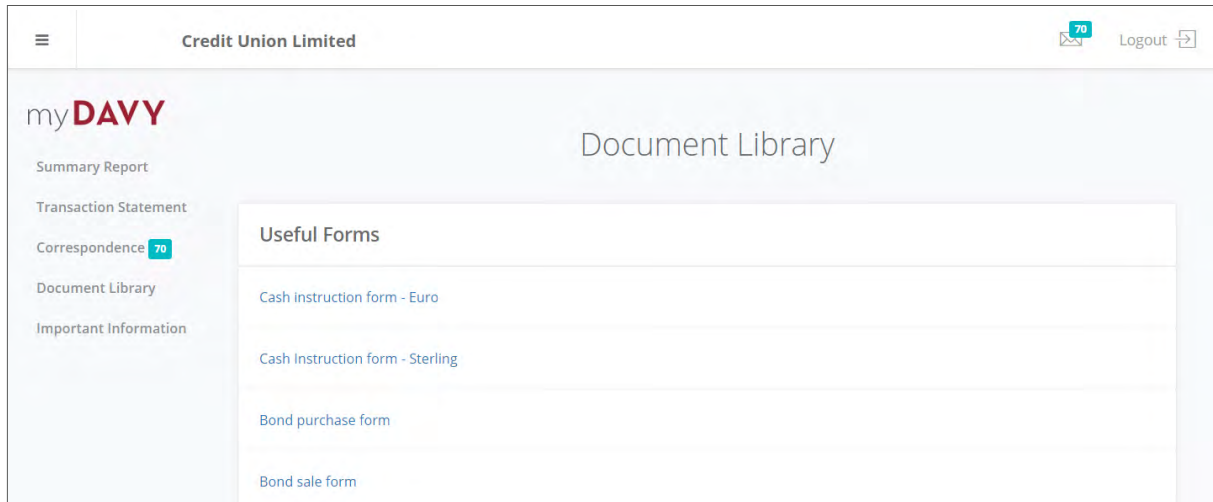 Credit Union Limited
70
Logout
myDAVY
Summary Report
Transaction Statement
Correspondence 70
Document Library
Important Information
Document Library
Useful Forms
Cash instruction form - Euro
Cash Instruction form - Sterling
Bond purchase form
Bond sale form